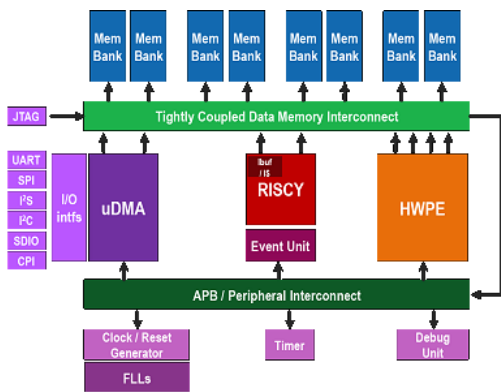 Mem
Bank
Mem
Bank
Mem
Bank
Mem
Bank
Mem
Bank
Mem
Bank
Mem
Bank
Mem
Bank
JTAG
Tightly Coupled Data Memory Interconnect
UART
SPI
I²S
I²C
SDIO
CPI
I/O
intfs
uDMA
Ibuf
/ I$
RISCY
Event Unit
HWPE
APB / Peripheral Interconnect
Clock / Reset
Generator
FLLs
Timer
Debug
Unit